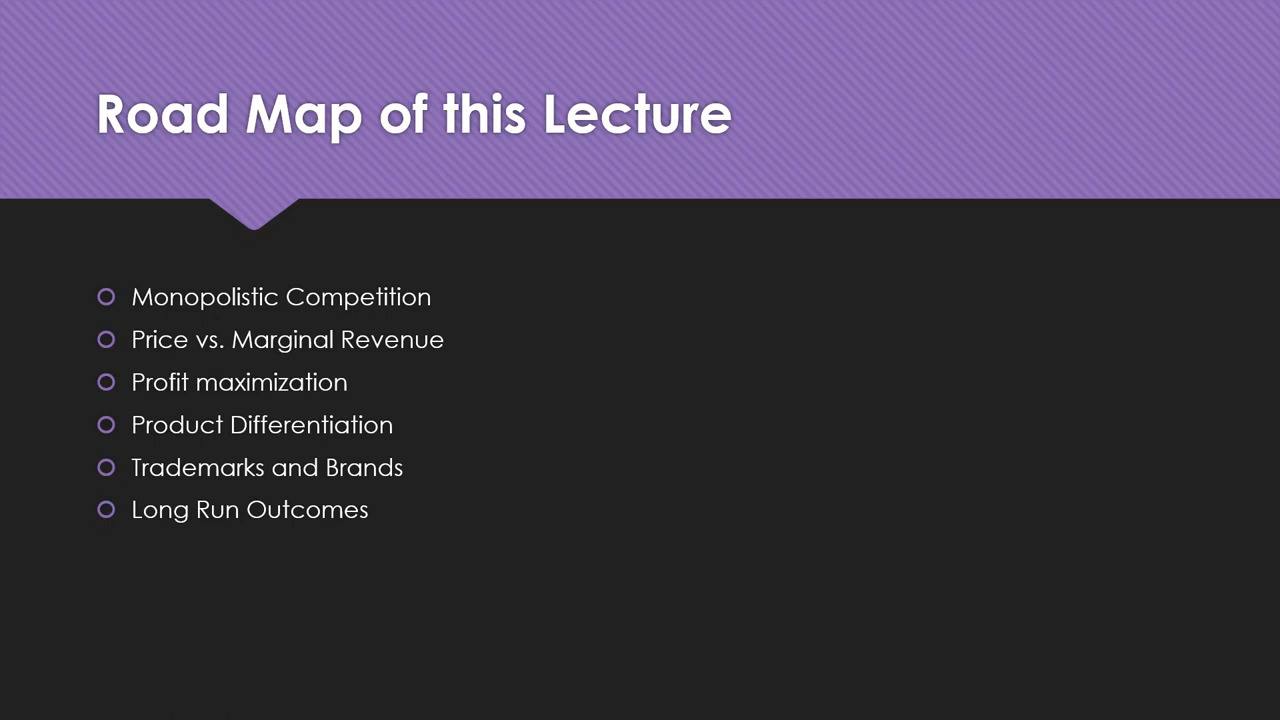 Road Map of this Lecture
Monopolistic Competition
Price vs. Marginal Revenue
Profit maximization
Product Differentiation
Trademarks and Brands
Long Run Outcomes